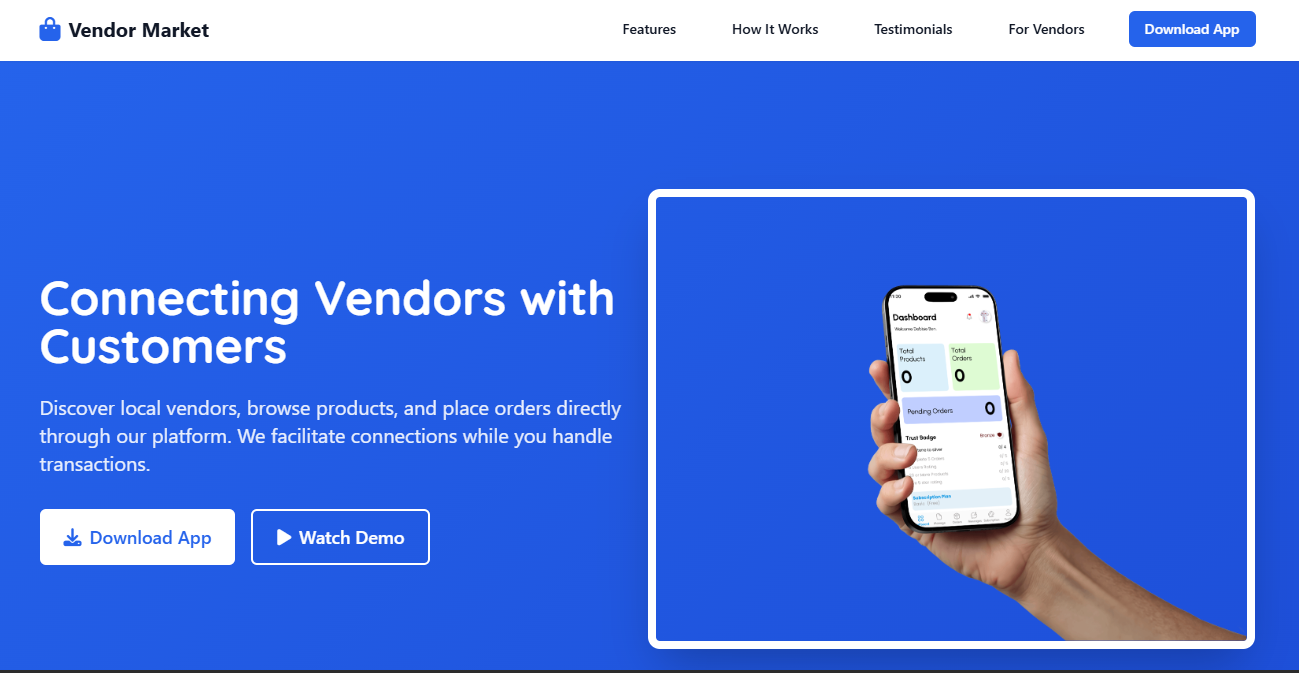 Vendor Market
Features
How It Works
Testimonials
For Vendors
Download App
Connecting Vendors with
Customers
Discover local vendors, browse products, and place orders directly
through our platform. We facilitate connections while you handle
transactions.
Download App
Watch Demo
Dashboard
Total
Products
0
Total
Orders
0
Pending Orders
0
Trust Badge
Bronze
Subscription Plan